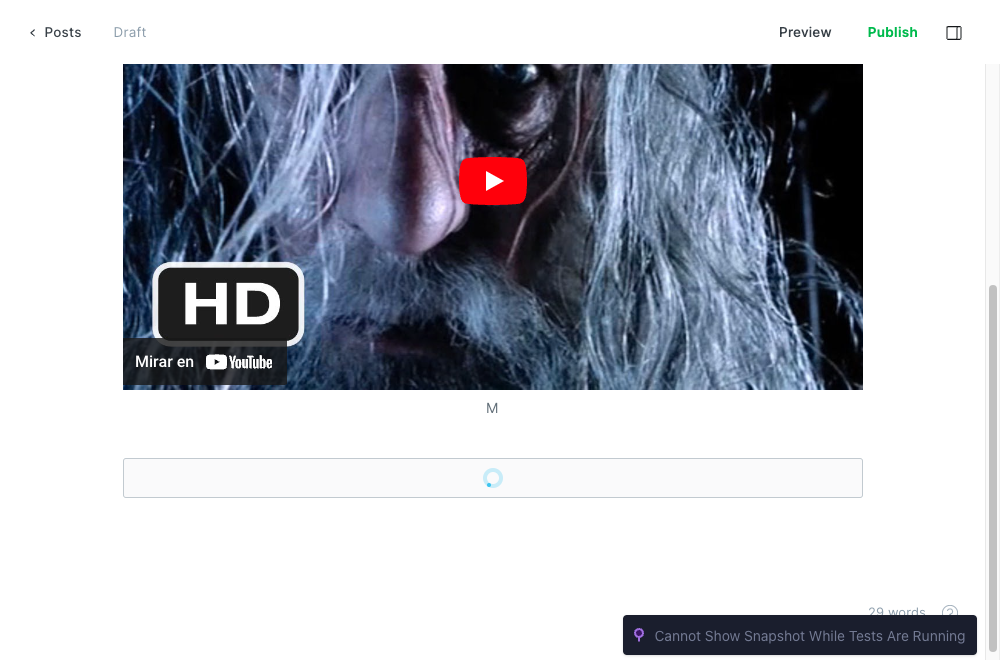 Posts
Draft
Preview
Publish
HD
Mirar en YouTube
M
29 words
Cannot Show Snapshot While Tests Are Running